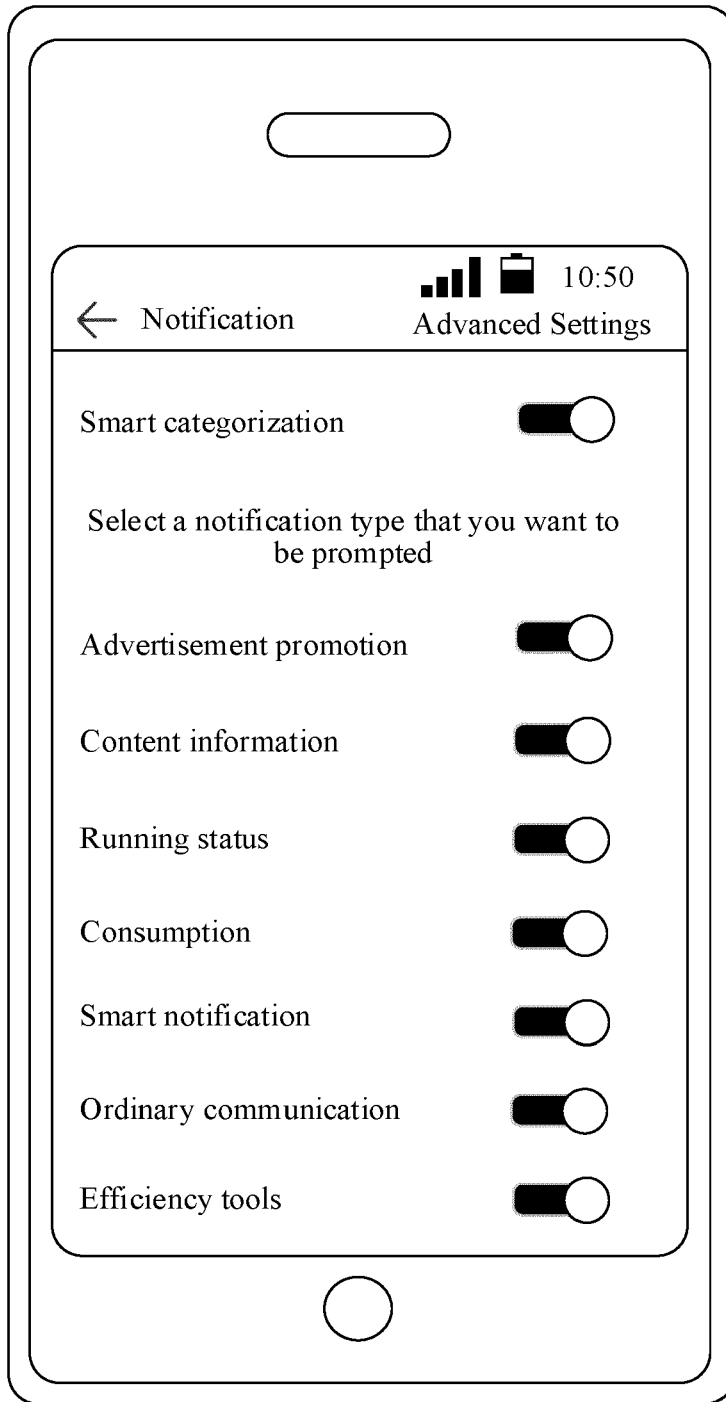 10:50
Notification Advanced Settings
Smart categorization
Select a notification type that you want to
be prompted
Advertisement promotion
Content information
Running status
Consumption
Smart notification
Ordinary communication
Efficiency tools